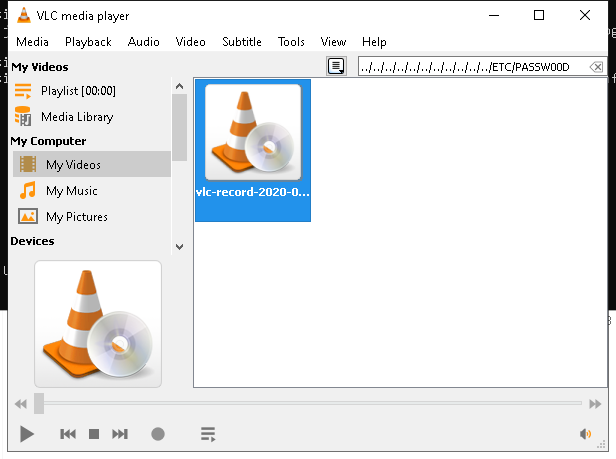 VLC media player
Media Playback Audio Video Subtitle Tools View Help
My Videos
../../../../../../../../../../../ETC/PASSW00D
Playlist [00:00]
Media Library
My Computer
My Videos
My Music
My Pictures
Devices
vlc-record-2020-0...